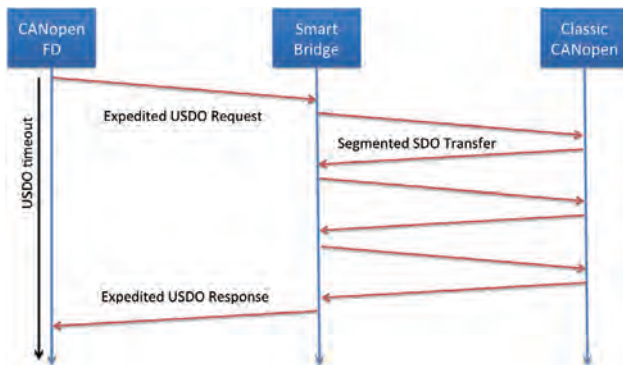 CANopen
FD
Smart
Bridge
Classic
CANopen
Expedited USDO Request
Segmented SDO Transfer
USDO timeout
Expedited USDO Response